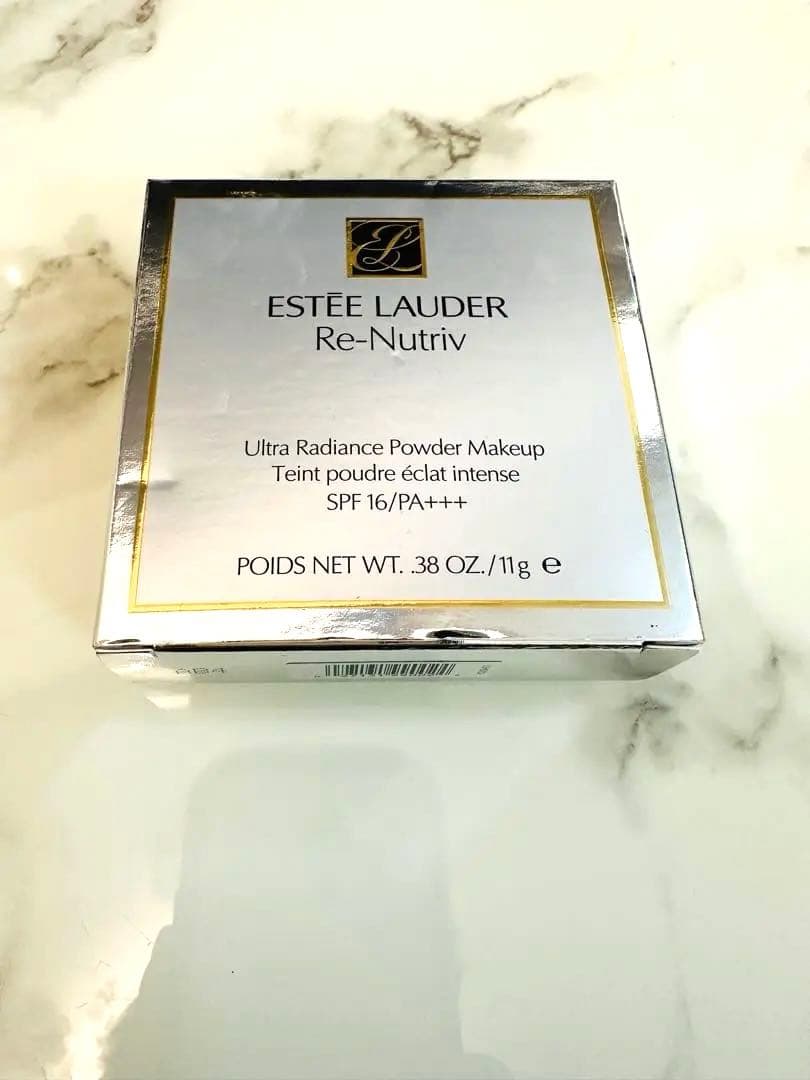 EL
ESTĒE LAUDER
Re-Nutriv
Ultra Radiance Powder Makeup
Teint poudre éclat intense
SPF 16/PA+++
POIDS NET WT. .38 OZ./11g e